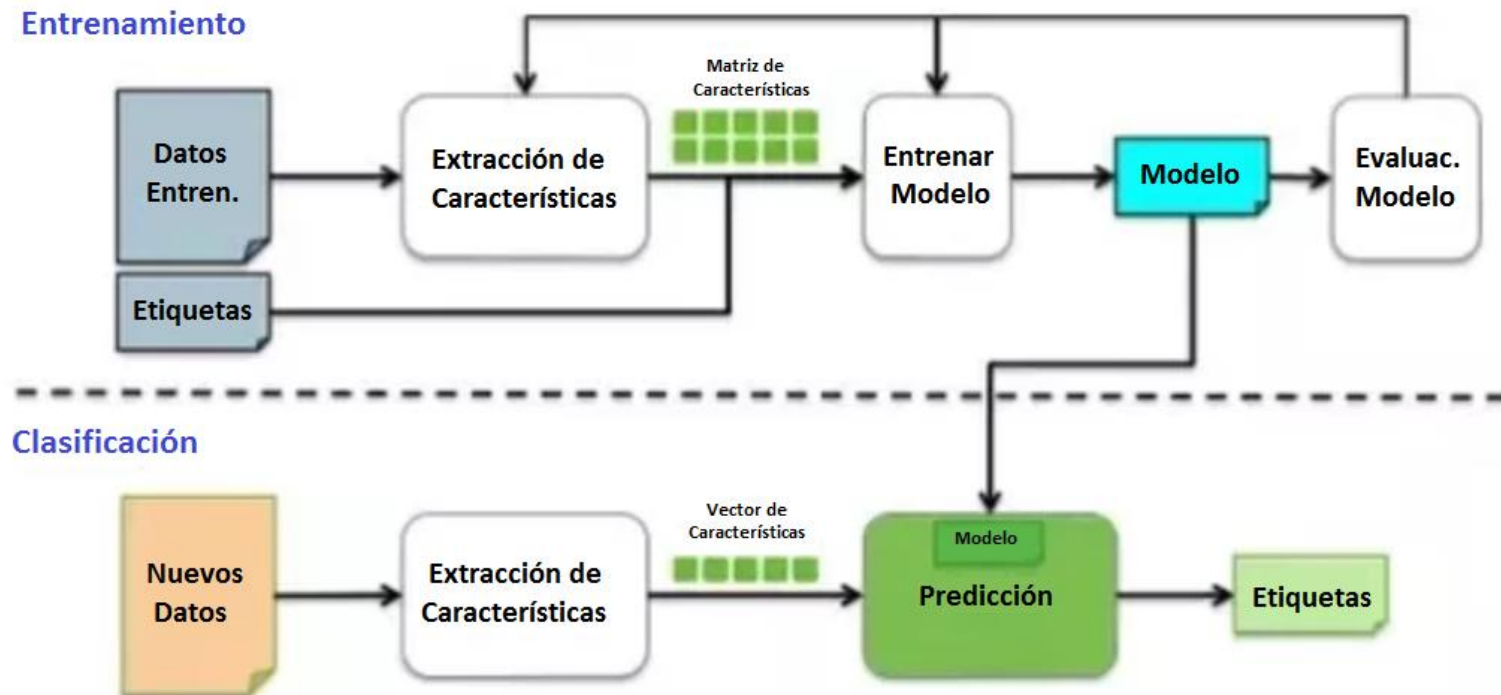 Entrenamiento
Matriz de
Características
Datos
Entren.
Extracción de
Características
Entrenar
Modelo
Modelo
Evaluac.
Modelo
Etiquetas
Clasificación
Vector de
Características
Nuevos
Datos
Extracción de
Características
Modelo
Predicción
Etiquetas